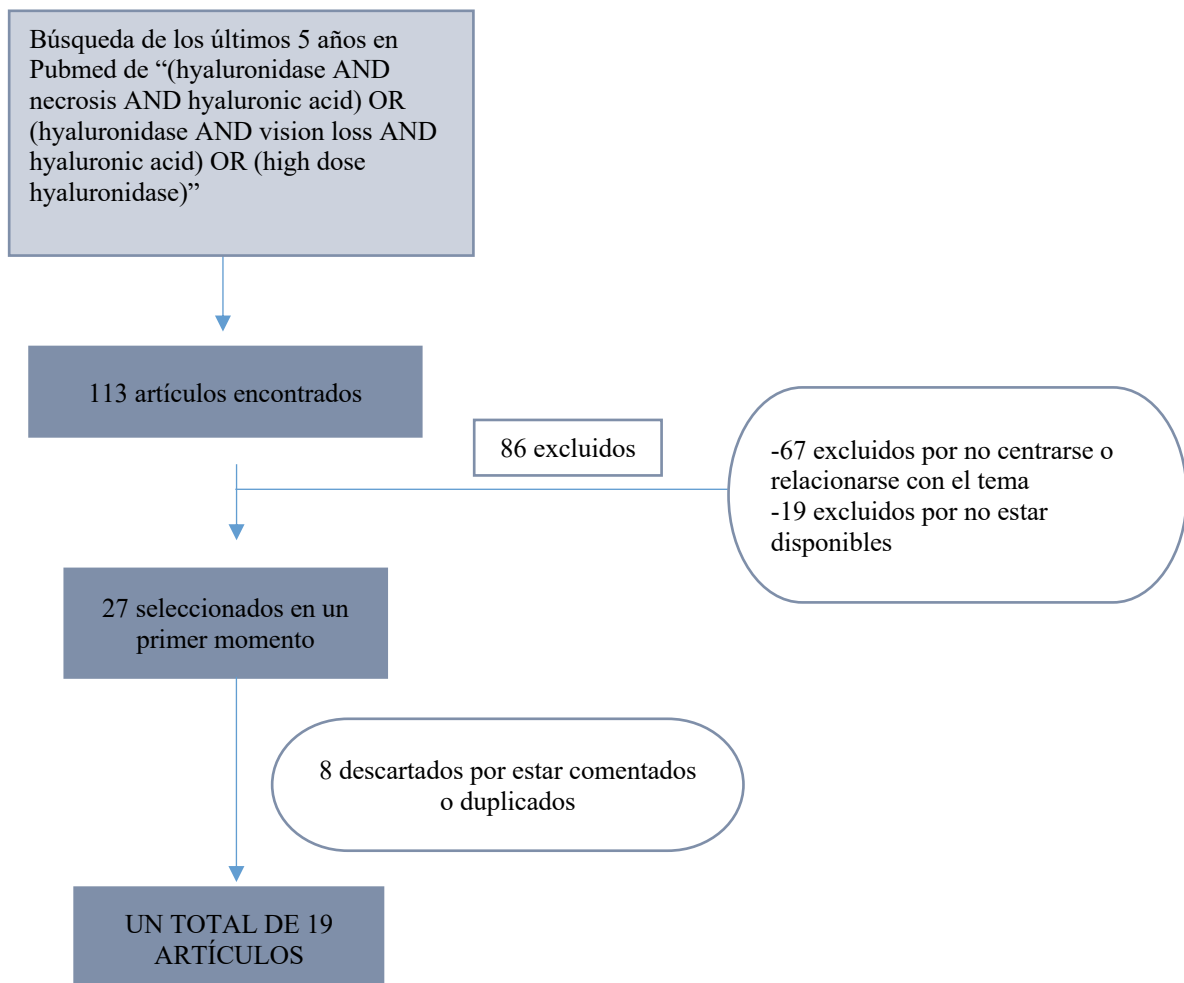 Búsqueda de los últimos 5 años en
Pubmed de “(hyaluronidase AND
necrosis AND hyaluronic acid) OR
(hyaluronidase AND vision loss AND
hyaluronic acid) OR (high dose
hyaluronidase)”
113 artículos encontrados
86 excluidos
-67 excluidos por no centrarse o
relacionarse con el tema
-19 excluidos por no estar
disponibles
27 seleccionados en un
primer momento
8 descartados por estar comentados
o duplicados
UN TOTAL DE 19
ARTÍCULOS